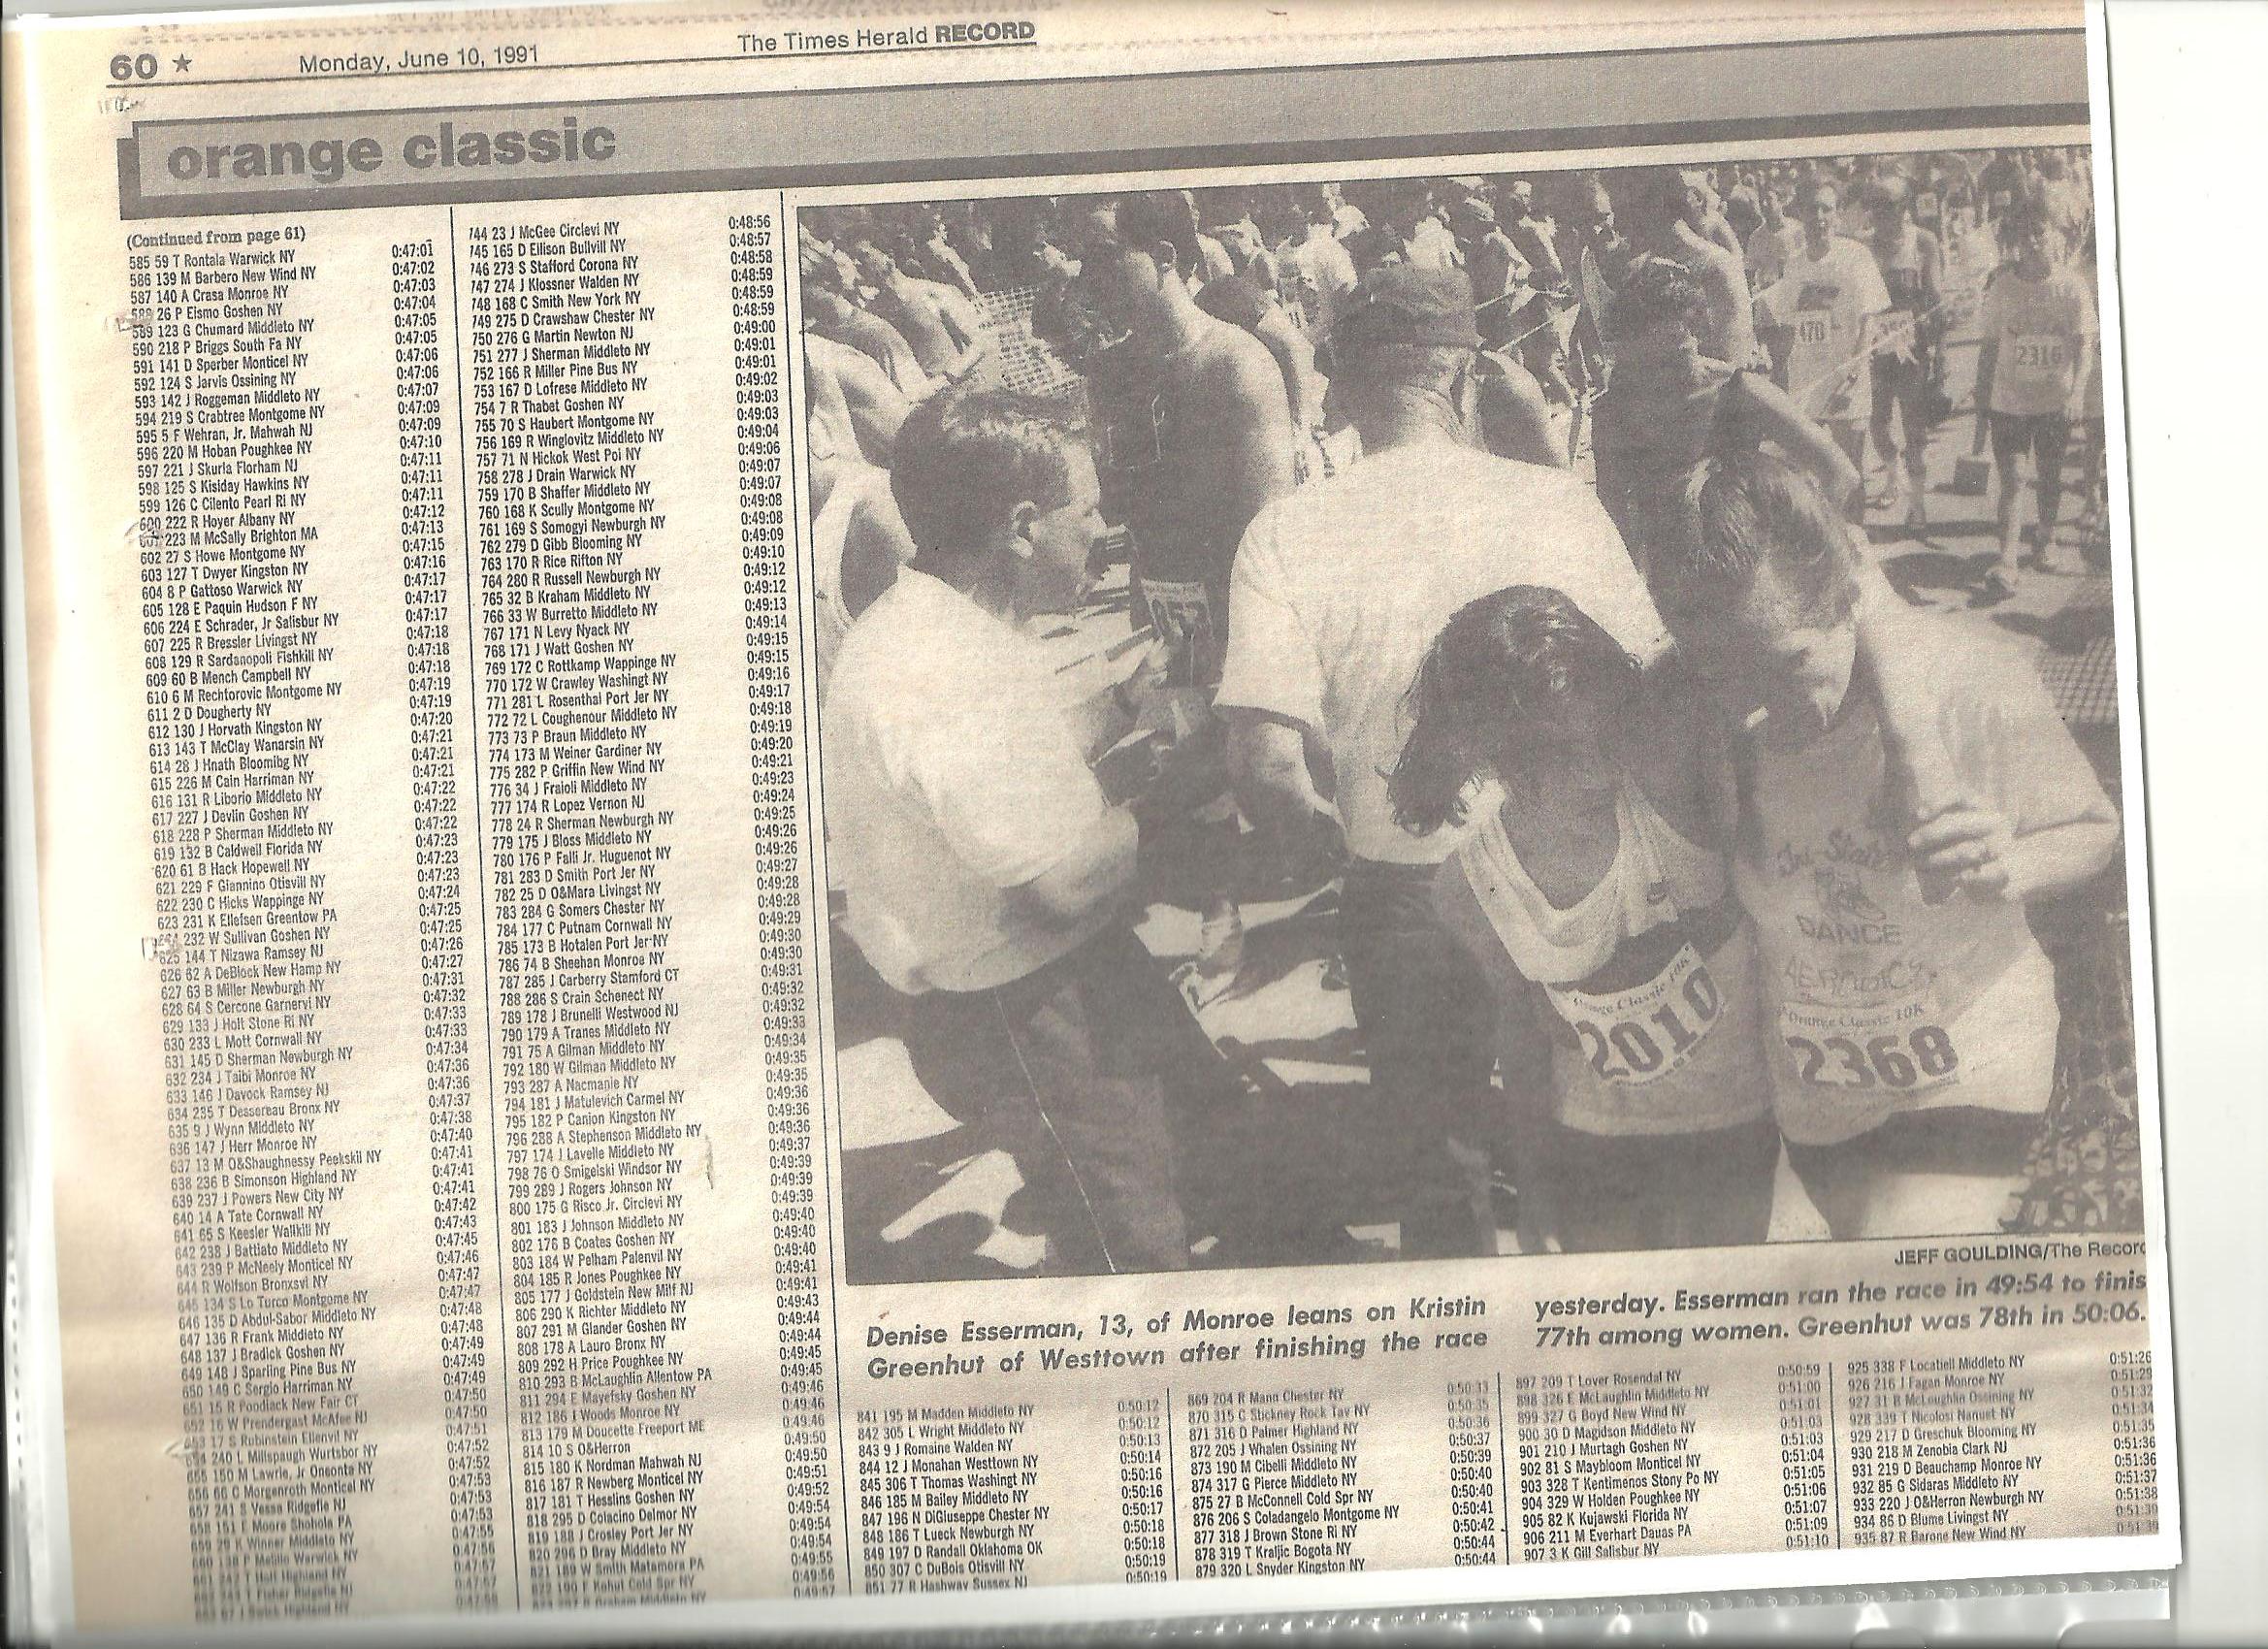 60 ★ Monday, June 10, 1991 The Times Herald RECORD
orange classic
(Continued from page 61)
585 59 T Rontala Warwick NY 0:47:01
586 139 M Barbero New Wind NY 0:47:02
587 140 A Crasa Monroe NY 0:47:03
588 26 P Eismo Goshen NY 0:47:04
589 123 G Chumard Middleto NY 0:47:05
590 218 P Briggs South Fa NY 0:47:05
591 141 D Sperber Monticel NY 0:47:06
592 124 S Jarvis Ossining NY 0:47:06
593 142 J Roggeman Middleto NY 0:47:07
594 219 S Crabtree Montgome NY 0:47:09
595 5 F Wehran, Jr. Mahwah NJ 0:47:09
596 220 M Hoban Poughkee NY 0:47:10
597 221 J Skurla Florham NJ 0:47:11
598 125 S Kisiday Hawkins NY 0:47:11
599 126 C Cilento Pearl Ri NY 0:47:11
600 222 R Hoyer Albany NY 0:47:12
601 223 M McSally Brighton MA 0:47:13
602 27 S Howe Montgome NY 0:47:15
603 127 T Dwyer Kingston NY 0:47:16
604 8 P Gattoso Warwick NY 0:47:17
605 128 E Paquin Hudson F NY 0:47:17
606 224 E Schrader, Jr Salisbur NY 0:47:17
607 225 R Bressler Livingst NY 0:47:18
608 129 R Sardanopoli Fishkill NY 0:47:18
609 60 B Mench Campbell NY 0:47:18
610 6 M Rechtorovic Montgome NY 0:47:19
611 2 D Dougherty NY 0:47:19
612 130 J Horvath Kingston NY 0:47:20
613 143 T McClay Wanarsin NY 0:47:21
614 28 J Hnath Bloomibg NY 0:47:21
615 226 M Cain Harriman NY 0:47:21
616 131 R Liborio Middleto NY 0:47:22
617 227 J Devlin Goshen NY 0:47:22
618 228 P Sherman Middleto NY 0:47:22
619 132 B Caldwell Florida NY 0:47:23
620 61 B Hack Hopewell NY 0:47:23
621 229 F Giannino Otisvill NY 0:47:23
622 230 C Hicks Wappinge NY 0:47:24
623 231 K Ellefsen Greentow PA 0:47:25
624 232 W Sullivan Goshen NY 0:47:25
625 144 T Nizawa Ramsey NJ 0:47:26
626 62 A DeBlock New Hamp NY 0:47:27
627 63 B Miller Newburgh NY 0:47:31
628 64 S Cercone Garnervi NY 0:47:32
629 133 J Holt Stone Ri NY 0:47:33
630 233 L Mott Cornwall NY 0:47:33
631 145 D Sherman Newburgh NY 0:47:34
632 234 J Taibi Monroe NY 0:47:36
633 146 J Davock Ramsey NJ 0:47:36
634 235 T Dessereau Bronx NY 0:47:37
635 9 J Wynn Middleto NY 0:47:38
636 147 J Herr Monroe NY 0:47:40
637 13 M O&Shaughnessy Peekskil NY 0:47:41
638 236 B Simonson Highland NY 0:47:41
639 237 J Powers New City NY 0:47:41
640 14 A Tate Cornwall NY 0:47:42
641 65 S Keesler Wallkill NY 0:47:43
642 238 J Battiato Middleto NY 0:47:45
643 239 P McNeely Monticel NY 0:47:46
644 R Wolfson Bronxsvl NY 0:47:47
645 134 S Lo Turco Montgome NY 0:47:47
646 135 D Abdul-Sabor Middleto NY 0:47:48
647 136 R Frank Middleto NY 0:47:48
648 137 J Bradick Goshen NY 0:47:49
649 148 J Sparling Pine Bus NY 0:47:49
650 149 C Sergio Harriman NY 0:47:49
651 15 R Foodiack New Fair CT 0:47:50
652 16 W Prendergast McAfee NJ 0:47:50
653 17 S Rubinstein Ellenvil NY 0:47:51
654 240 L Millspaugh Wurtsbor NY 0:47:52
655 150 M Lawrie, Jr Oneonta NY 0:47:52
656 66 C Morgenroth Monticel NY 0:47:53
657 241 S Vessa Ridgefie NJ 0:47:53
658 151 E Moore Shohola PA 0:47:53
659 29 K Winner Middleto NY 0:47:55
660 138 P Melillo Warwick NY 0:47:56
661 242 T Holl Highland NY 0:47:57
0:47:57
0:47:58
744 23 J McGee Circlevi NY 0:48:56
745 165 D Ellison Bullvill NY 0:48:57
746 273 S Stafford Corona NY 0:48:58
747 274 J Klossner Walden NY 0:48:59
748 168 C Smith New York NY 0:48:59
749 275 D Crawshaw Chester NY 0:48:59
750 276 G Martin Newton NJ 0:49:00
751 277 J Sherman Middleto NY 0:49:01
752 166 R Miller Pine Bus NY 0:49:01
753 167 D Lofrese Middleto NY 0:49:02
754 7 R Thabet Goshen NY 0:49:03
755 70 S Haubert Montgome NY 0:49:03
756 169 R Winglovitz Middleto NY 0:49:04
757 71 N Hickok West Poi NY 0:49:06
758 278 J Drain Warwick NY 0:49:07
759 170 B Shaffer Middleto NY 0:49:07
760 168 K Scully Montgome NY 0:49:08
761 169 S Somogyi Newburgh NY 0:49:08
762 279 D Gibb Blooming NY 0:49:09
763 170 R Rice Rifton NY 0:49:10
764 280 R Russell Newburgh NY 0:49:12
765 32 B Kraham Middleto NY 0:49:12
766 33 W Burretto Middleto NY 0:49:13
767 171 N Levy Nyack NY 0:49:14
768 171 J Watt Goshen NY 0:49:15
769 172 C Rottkamp Wappinge NY 0:49:15
770 172 W Crawley Washingt NY 0:49:16
771 281 L Rosenthal Port Jer NY 0:49:17
772 72 L Coughenour Middleto NY 0:49:18
773 73 P Braun Middleto NY 0:49:19
774 173 M Weiner Gardiner NY 0:49:20
775 282 P Griffin New Wind NY 0:49:21
776 34 J Fraioli Middleto NY 0:49:23
777 174 R Lopez Vernon NJ 0:49:24
778 24 R Sherman Newburgh NY 0:49:25
779 175 J Bloss Middleto NY 0:49:26
780 176 P Falli Jr. Huguenot NY 0:49:26
781 283 D Smith Port Jer NY 0:49:27
782 25 D O&Mara Livingst NY 0:49:28
783 284 G Somers Chester NY 0:49:28
784 177 C Putnam Cornwall NY 0:49:29
785 173 B Hotalen Port Jer NY 0:49:30
786 74 B Sheehan Monroe NY 0:49:30
787 285 J Carberry Stamford CT 0:49:31
788 286 S Crain Schenect NY 0:49:32
789 178 J Brunelli Westwood NJ 0:49:32
790 179 A Tranes Middleto NY 0:49:33
791 75 A Gilman Middleto NY 0:49:34
792 180 W Gilman Middleto NY 0:49:35
793 287 A Nacmanie NY 0:49:35
794 181 J Matulevich Carmel NY 0:49:36
795 182 P Canion Kingston NY 0:49:36
796 288 A Stephenson Middleto NY 0:49:36
797 174 J Lavelle Middleto NY 0:49:37
798 76 O Smigelski Windsor NY 0:49:39
799 289 J Rogers Johnson NY 0:49:39
800 175 G Risco Jr. Circlevi NY 0:49:39
801 183 J Johnson Middleto NY 0:49:40
802 176 B Coates Goshen NY 0:49:40
803 184 W Pelham Palenvil NY 0:49:40
804 185 R Jones Poughkee NY 0:49:41
805 177 J Goldstein New Milf NJ 0:49:41
806 290 K Richter Middleto NY 0:49:43
807 291 M Glander Goshen NY 0:49:44
808 178 A Lauro Bronx NY 0:49:44
809 292 H Price Poughkee NY 0:49:45
810 293 B McLaughlin Allentow PA 0:49:45
811 294 E Mayefsky Goshen NY 0:49:46
812 186 I Woods Monroe NY 0:49:46
813 179 M Doucette Freeport ME 0:49:46
814 10 S O&Herron 0:49:50
815 180 K Nordman Mahwah NJ 0:49:50
816 187 R Newberg Monticel NY 0:49:51
817 181 T Hesslins Goshen NY 0:49:52
818 295 D Colacino Delmor NY 0:49:54
819 188 J Crosley Port Jer NY 0:49:54
820 296 D Bray Middleto NY 0:49:54
821 189 W Smith Matamora PA 0:49:55
822 190 F Kohut Cold Spr NY 0:49:56
0:49:57
470
2316
057
Tri State
DANCE
AEROBICS
Orange Classic 10K
2010
Orange Classic 10K
2368
JEFF GOULDING/The Record
Denise Esserman, 13, of Monroe leans on Kristin
Greenhut of Westtown after finishing the race
yesterday. Esserman ran the race in 49:54 to finis
77th among women. Greenhut was 78th in 50:06.
841 195 M Madden Middleto NY 0:50:12
842 305 L Wright Middleto NY 0:50:12
843 9 J Romaine Walden NY 0:50:13
844 12 J Monahan Westtown NY 0:50:14
845 306 T Thomas Washingt NY 0:50:16
846 185 M Bailey Middleto NY 0:50:16
847 196 N DiGiuseppe Chester NY 0:50:17
848 186 T Lueck Newburgh NY 0:50:18
849 197 D Randall Oklahoma OK 0:50:18
850 307 C DuBois Otisvill NY 0:50:19
851 77 R Hashway Sussex NJ 0:50:19
869 204 R Mann Chester NY 0:50:33
870 315 C Stickney Rock Tav NY 0:50:35
871 316 D Palmer Highland NY 0:50:36
872 205 J Whalen Ossining NY 0:50:37
873 190 M Cibelli Middleto NY 0:50:39
874 317 G Pierce Middleto NY 0:50:40
875 27 B McConnell Cold Spr NY 0:50:40
876 206 S Coladangelo Montgome NY 0:50:41
877 318 J Brown Stone Ri NY 0:50:42
878 319 T Kraljic Bogota NY 0:50:44
879 320 L Snyder Kingston NY 0:50:44
897 209 T Lover Rosendal NY 0:50:59
898 326 E McLaughlin Middleto NY 0:51:00
899 327 G Boyd New Wind NY 0:51:01
900 30 D Magidson Middleto NY 0:51:03
901 210 J Murtagh Goshen NY 0:51:03
902 81 S Maybloom Monticel NY 0:51:04
903 328 T Kentimenos Stony Po NY 0:51:05
904 329 W Holden Poughkee NY 0:51:06
905 82 K Kujawski Florida NY 0:51:07
906 211 M Everhart Dauas PA 0:51:09
907 3 K Gill Salisbur NY 0:51:10
925 338 F Locatiell Middleto NY 0:51:26
926 216 J Fagan Monroe NY 0:51:29
927 31 B McLoughlin Ossining NY 0:51:32
928 339 T Nicolosi Nanuet NY 0:51:34
929 217 D Greschuk Blooming NY 0:51:35
930 218 M Zenobia Clark NJ 0:51:36
931 219 D Beauchamp Monroe NY 0:51:36
932 85 G Sidaras Middleto NY 0:51:37
933 220 J O&Herron Newburgh NY 0:51:38
934 86 D Blume Livingst NY 0:51:39
935 87 R Barone New Wind NY 0:51:39